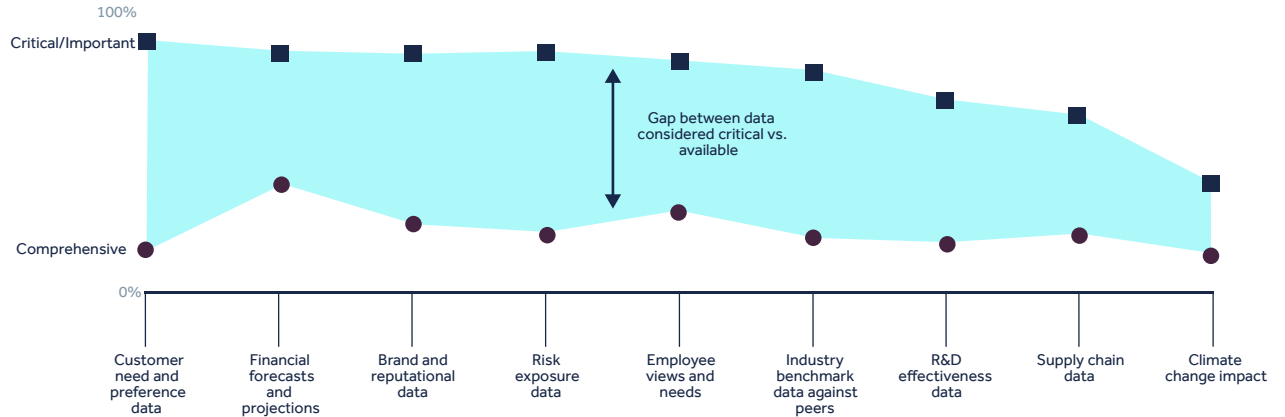 100%
Critical/Important
Gap between data
considered critical vs.
available
Comprehensive
0%
Customer
need and
preference
data
Financial
forecasts
and
projections
Brand and
reputational
data
Risk
exposure
data
Employee
views and
needs
Industry
benchmark
data against
peers
R&D
effectiveness
data
Supply chain
data
Climate
change impact